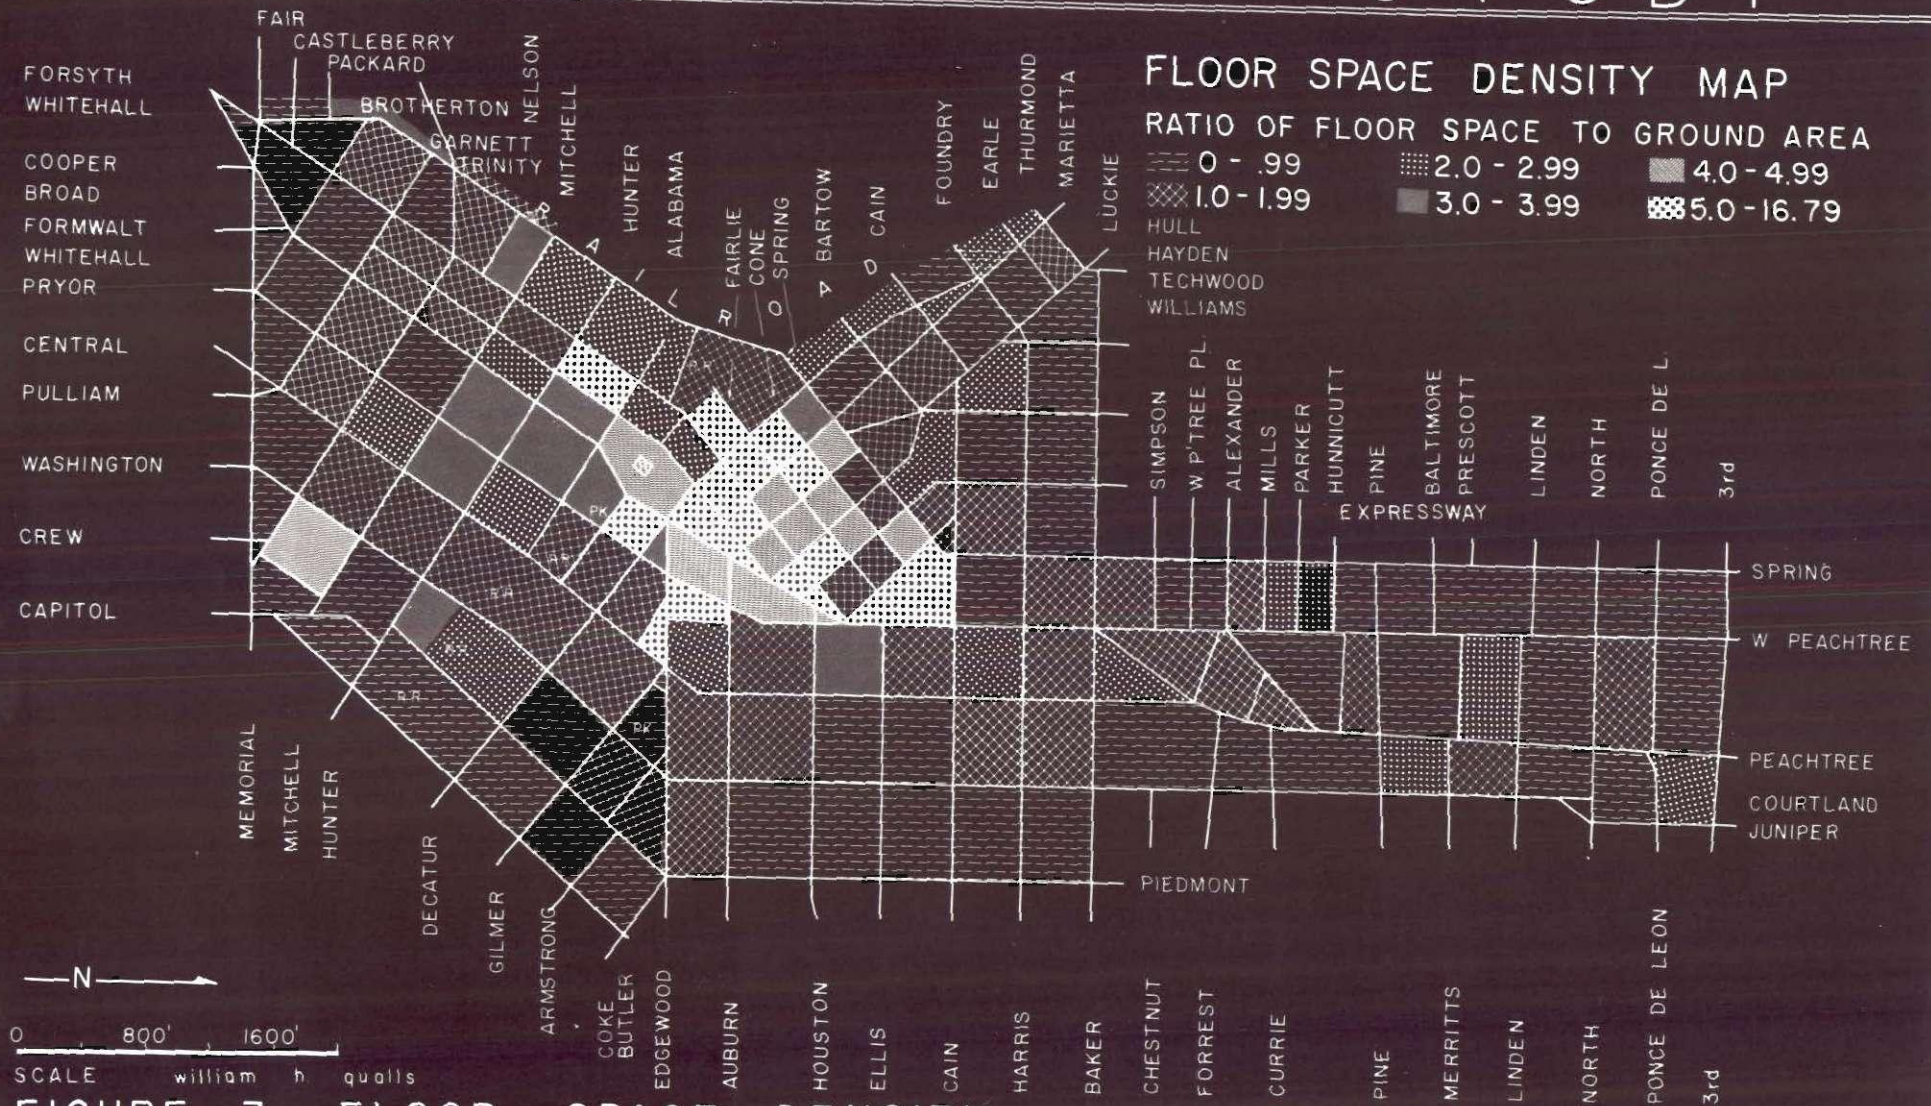 FAIR
CASTLEBERRY
PACKARD
FORSYTH
WHITEHALL
BROTHERTON
GARNETT
TRINITY
NELSON
MITCHELL
HUNTER
ALABAMA
FAIRLIE
CONE
SPRING
BARTOW
CAIN
FOUNDRY
EARLE
THURMOND
MARIETTA
LUCKIE
RAILROAD
COOPER
BROAD
FORMWALT
WHITEHALL
PRYOR
CENTRAL
PULLIAM
WASHINGTON
CREW
CAPITOL
FLOOR SPACE DENSITY MAP
RATIO OF FLOOR SPACE TO GROUND AREA
0 - .99
2.0 - 2.99
4.0 - 4.99
1.0 - 1.99
3.0 - 3.99
5.0 - 16.79
HULL
HAYDEN
TECHWOOD
WILLIAMS
SIMPSON
W P'TREE PL.
ALEXANDER
MILLS
PARKER
HUNNICUTT
PINE
BALTIMORE
PRESCOTT
LINDEN
NORTH
PONCE DE L.
3rd
EXPRESSWAY
SPRING
W PEACHTREE
PEACHTREE
COURTLAND
JUNIPER
PIEDMONT
R.R.
PK
R.R.
R.R.
R.R.
R.R.
PK
MEMORIAL
MITCHELL
HUNTER
DECATUR
GILMER
ARMSTRONG
COKE
BUTLER
EDGEWOOD
AUBURN
HOUSTON
ELLIS
CAIN
HARRIS
BAKER
CHESTNUT
FORREST
CURRIE
PINE
MERRITTS
LINDEN
NORTH
PONCE DE LEON
3rd
N
0 800' 1600'
SCALE william h. qualls